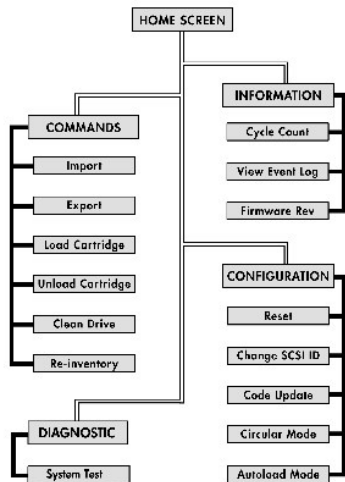 HOME SCREEN
COMMANDS
Import
Export
Load Cartridge
Unload Cartridge
Clean Drive
Re-inventory
DIAGNOSTIC
System Test
INFORMATION
Cycle Count
View Event Log
Firmware Rev
CONFIGURATION
Reset
Change SCSI ID
Code Update
Circular Mode
Autoload Mode